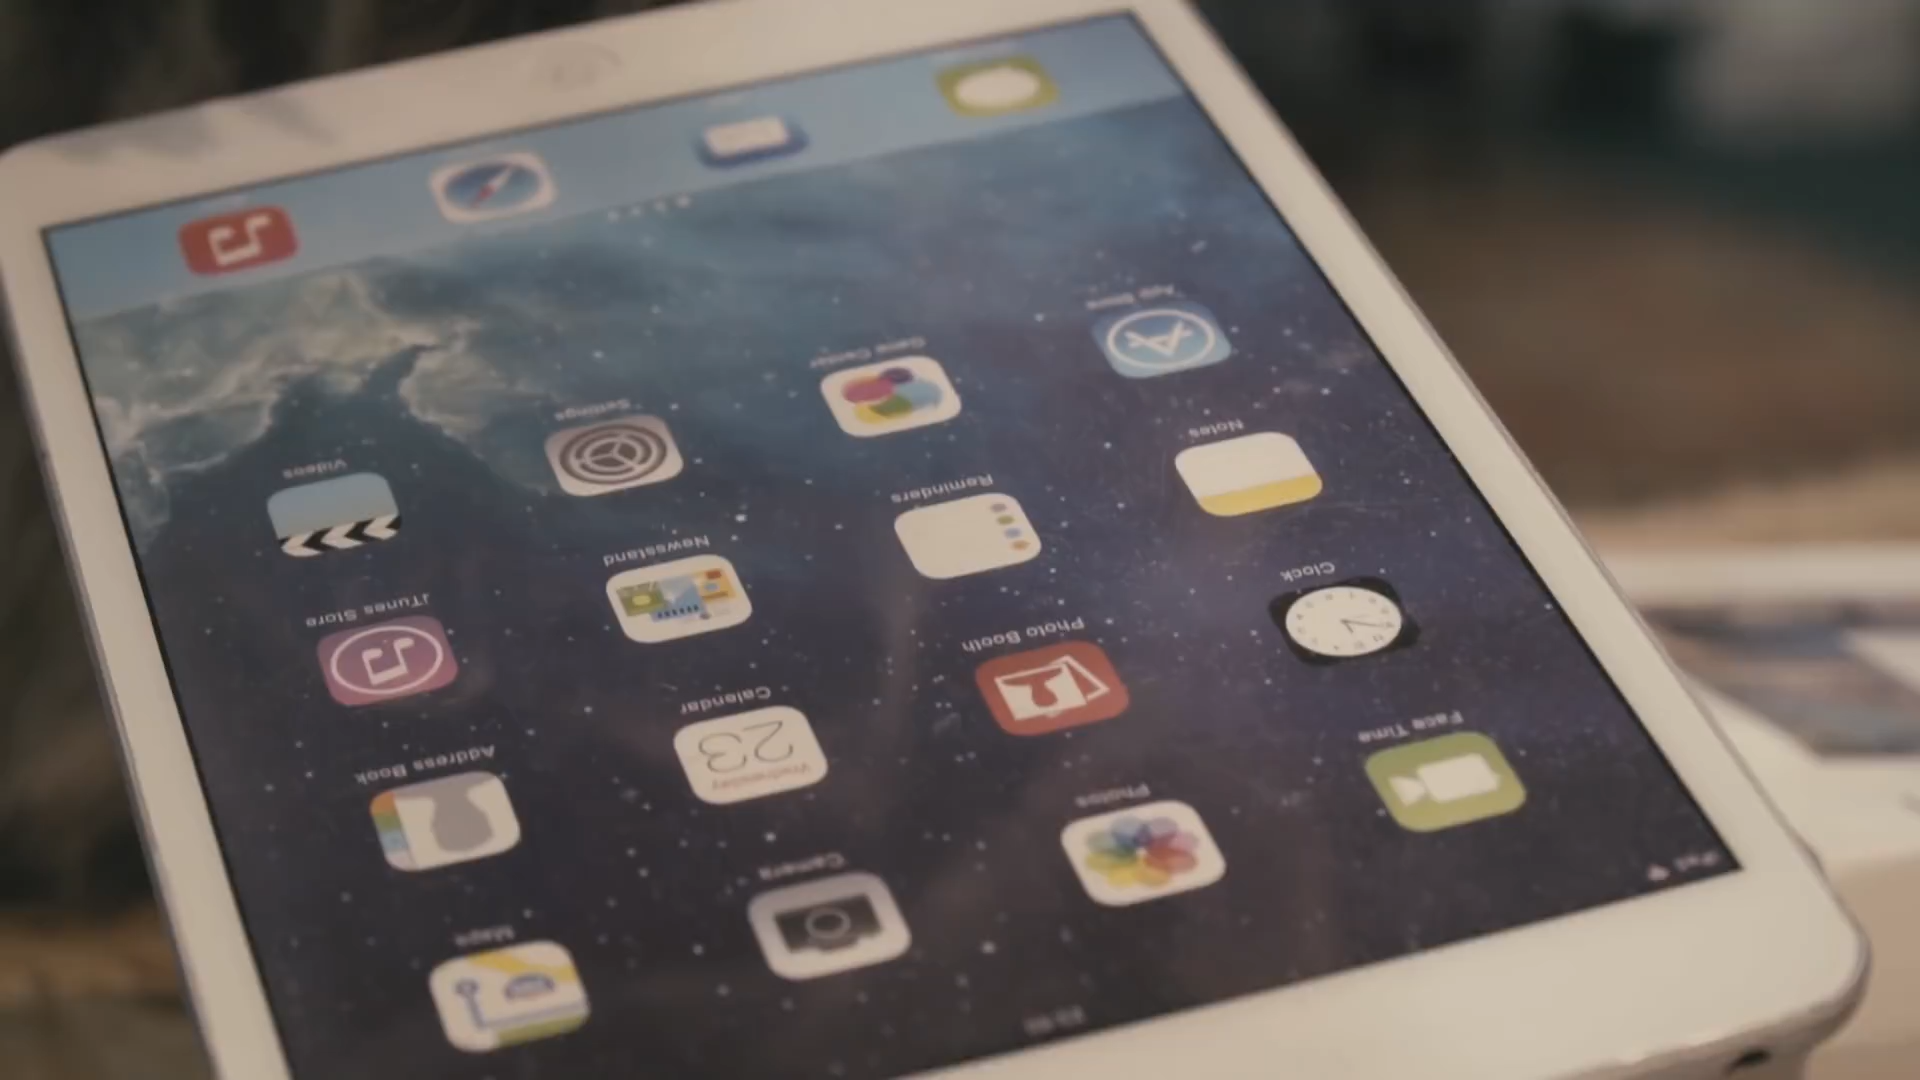 iPad
Face Time Photos Camera Maps
Wednesday
23
Clock Photo Booth Calendar Address Book
Notes Reminders Newsstand iTunes Store
App Store Game Center Settings Videos